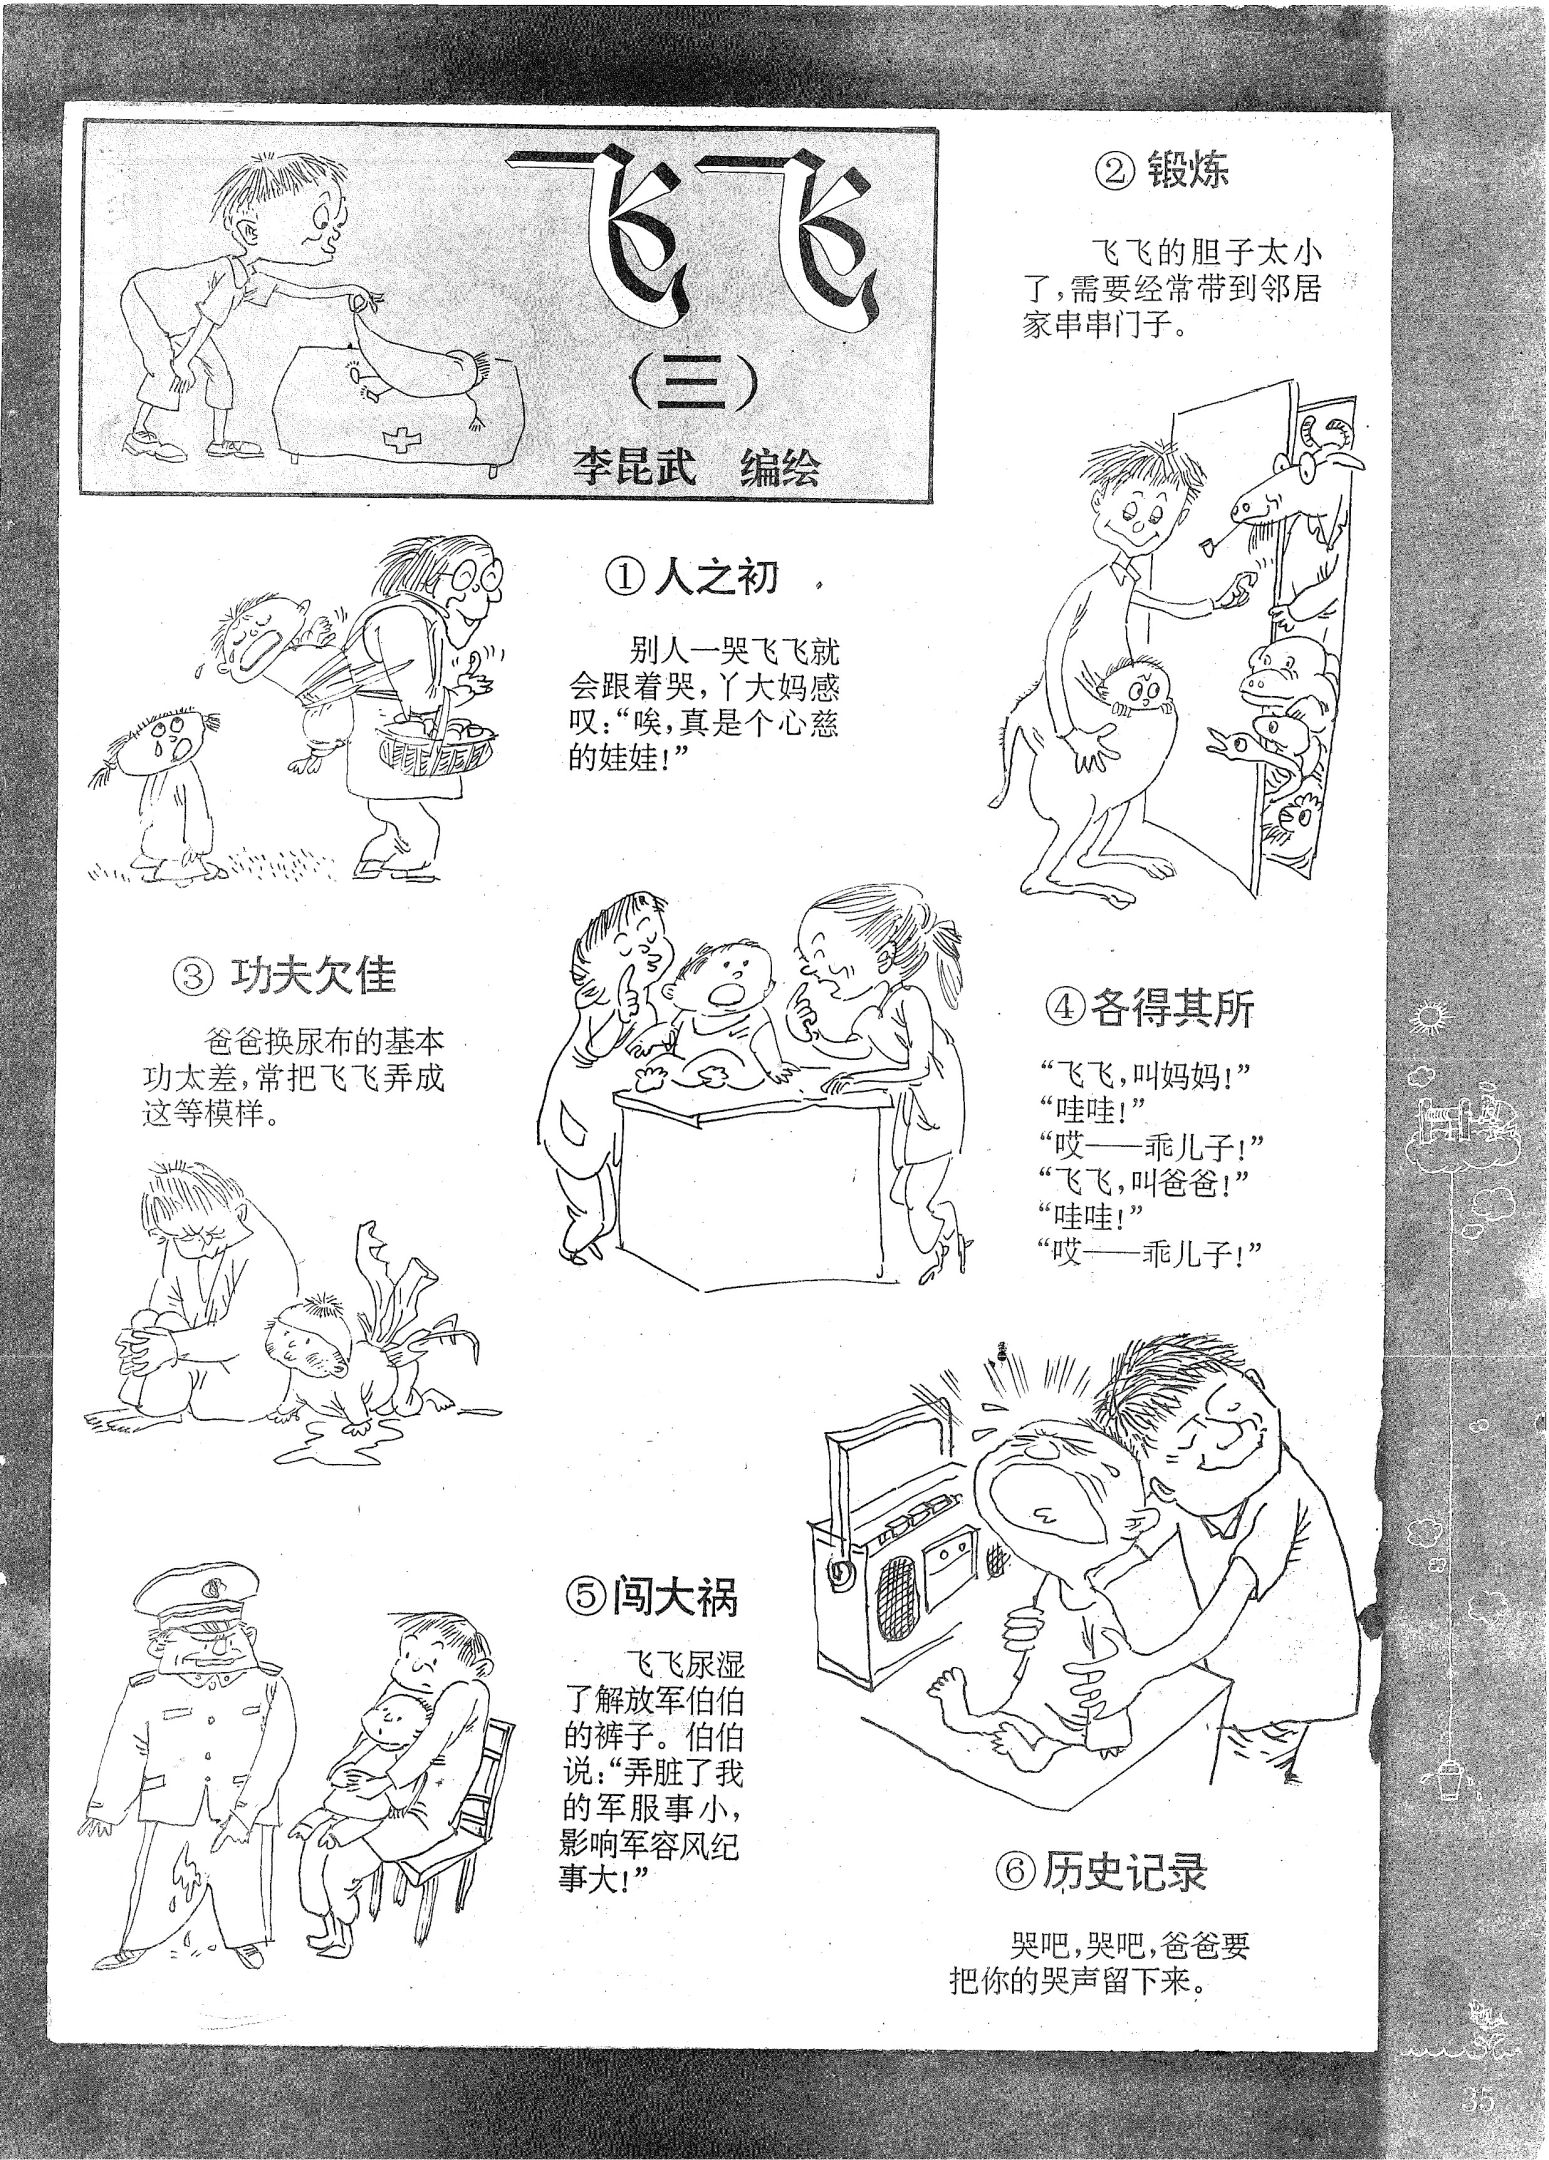 飞飞
（三）
李昆武 编绘
①人之初
别人一哭飞飞就
会跟着哭，丫大妈感
叹：“唉，真是个心慈
的娃娃！”
② 锻炼
飞飞的胆子太小
了，需要经常带到邻居
家串串门子。
③ 功夫欠佳
爸爸换尿布的基本
功太差，常把飞飞弄成
这等模样。
④各得其所
“飞飞，叫妈妈！”
“哇哇！”
“哎——乖儿子！”
“飞飞，叫爸爸！”
“哇哇！”
“哎——乖儿子！”
⑤闯大祸
飞飞尿湿
了解放军伯伯
的裤子。伯伯
说：“弄脏了我
的军服事小，
影响军容风纪
事大！”
⑥历史记录
哭吧，哭吧，爸爸要
把你的哭声留下来。
35